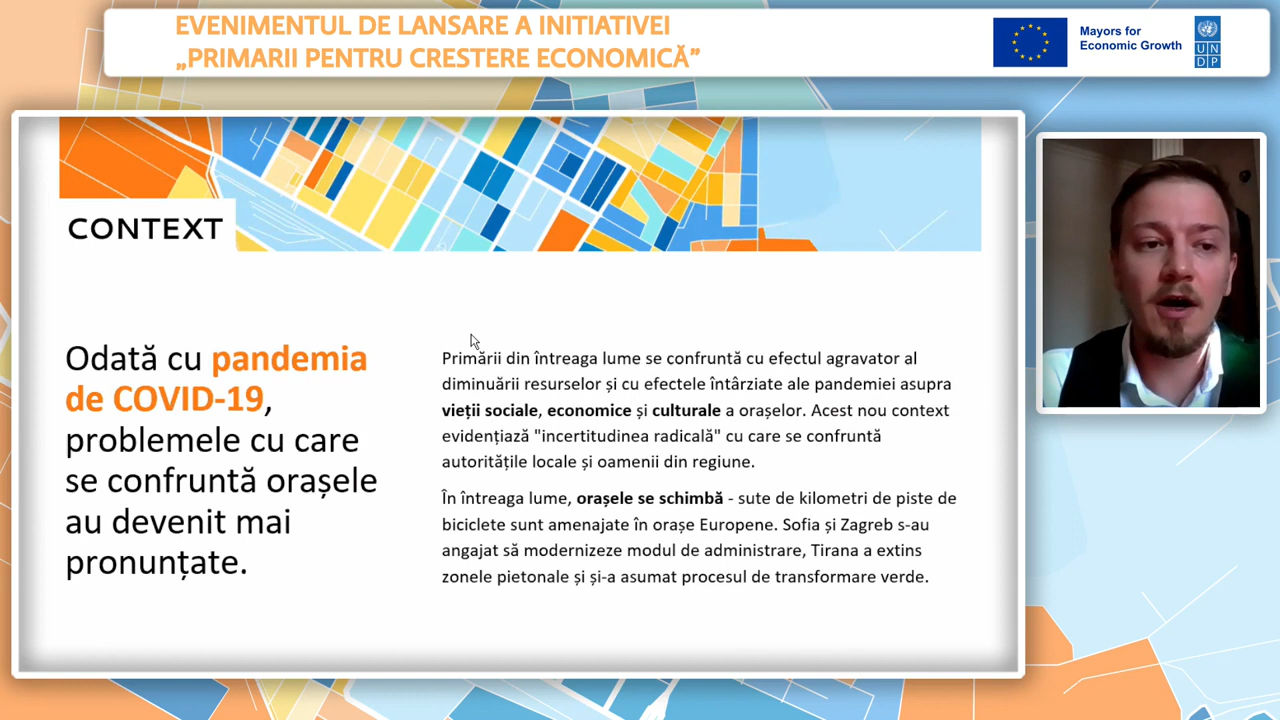 EVENIMENTUL DE LANSARE A INITIATIVEI
„PRIMARII PENTRU CRESTERE ECONOMICĂ”
Mayors for
Economic Growth
U N
D P
CONTEXT
Odată cu pandemia
de COVID-19,
problemele cu care
se confruntă orașele
au devenit mai
pronunțate.
Primării din întreaga lume se confruntă cu efectul agravator al
diminuării resurselor și cu efectele întârziate ale pandemiei asupra
vieții sociale, economice și culturale a orașelor. Acest nou context
evidențiază "incertitudinea radicală" cu care se confruntă
autoritățile locale și oamenii din regiune.
În întreaga lume, orașele se schimbă - sute de kilometri de piste de
biciclete sunt amenajate în orașe Europene. Sofia și Zagreb s-au
angajat să modernizeze modul de administrare, Tirana a extins
zonele pietonale și și-a asumat procesul de transformare verde.